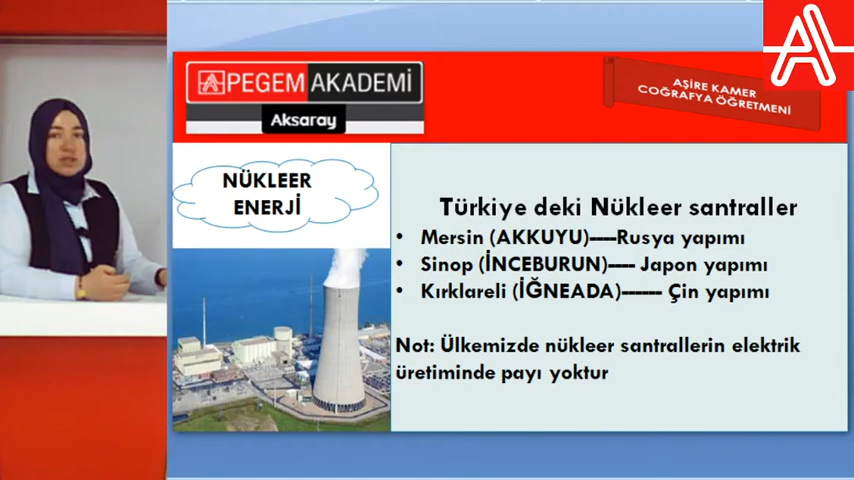 PEGEM AKADEMİ
Aksaray
AŞİRE KAMER
COĞRAFYA ÖĞRETMENİ
NÜKLEER
ENERJİ
Türkiye deki Nükleer santraller
• Mersin (AKKUYU)----Rusya yapımı
• Sinop (İNCEBURUN)---- Japon yapımı
• Kırklareli (İĞNEADA)------ Çin yapımı
Not: Ülkemizde nükleer santrallerin elektrik
üretiminde payı yoktur